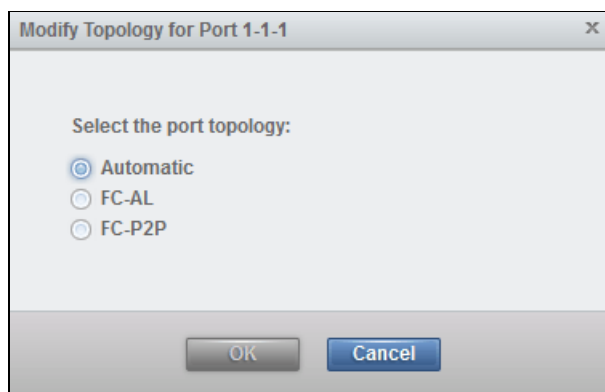 Modify Topology for Port 1-1-1 x
Select the port topology:
Automatic
FC-AL
FC-P2P
OK Cancel